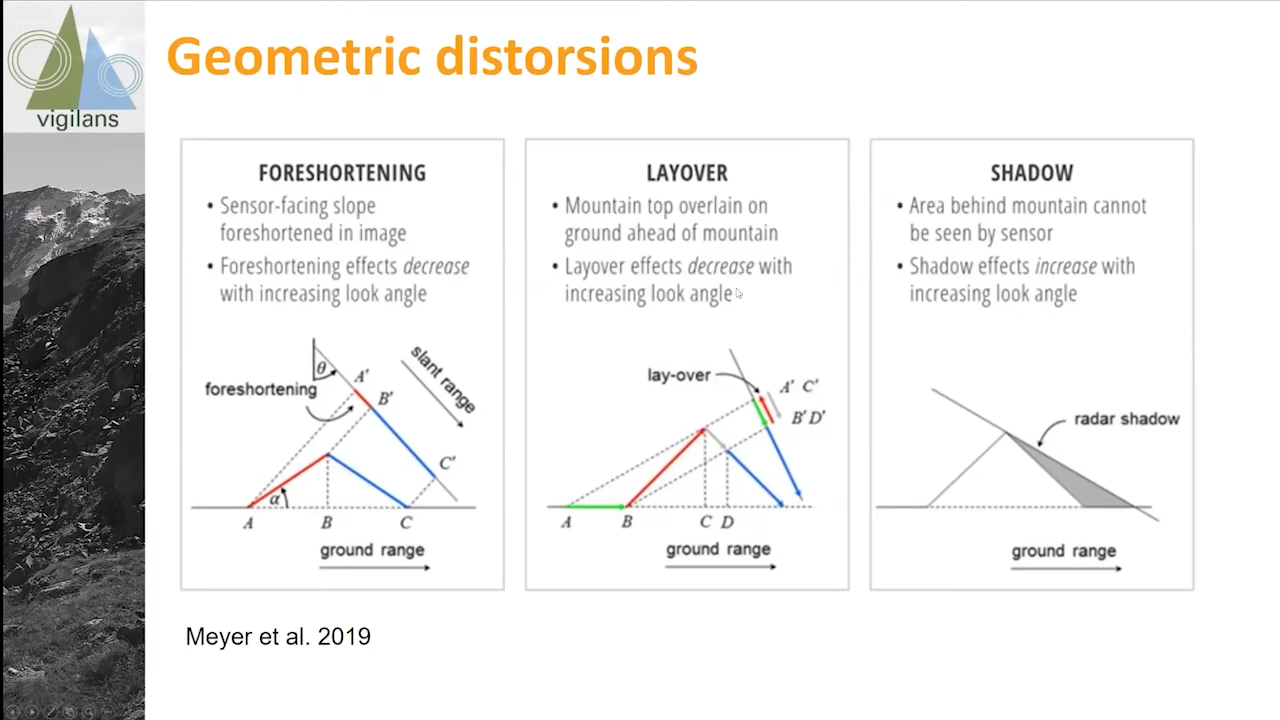 vigilans
Geometric distorsions
FORESHORTENING
• Sensor-facing slope
foreshortened in image
• Foreshortening effects decrease
with increasing look angle
θ
A'
B'
C'
foreshortening
slant range
α
A B C
ground range
LAYOVER
• Mountain top overlain on
ground ahead of mountain
• Layover effects decrease with
increasing look angle
lay-over
A' C'
B' D'
A B C D
ground range
SHADOW
• Area behind mountain cannot
be seen by sensor
• Shadow effects increase with
increasing look angle
radar shadow
ground range
Meyer et al. 2019